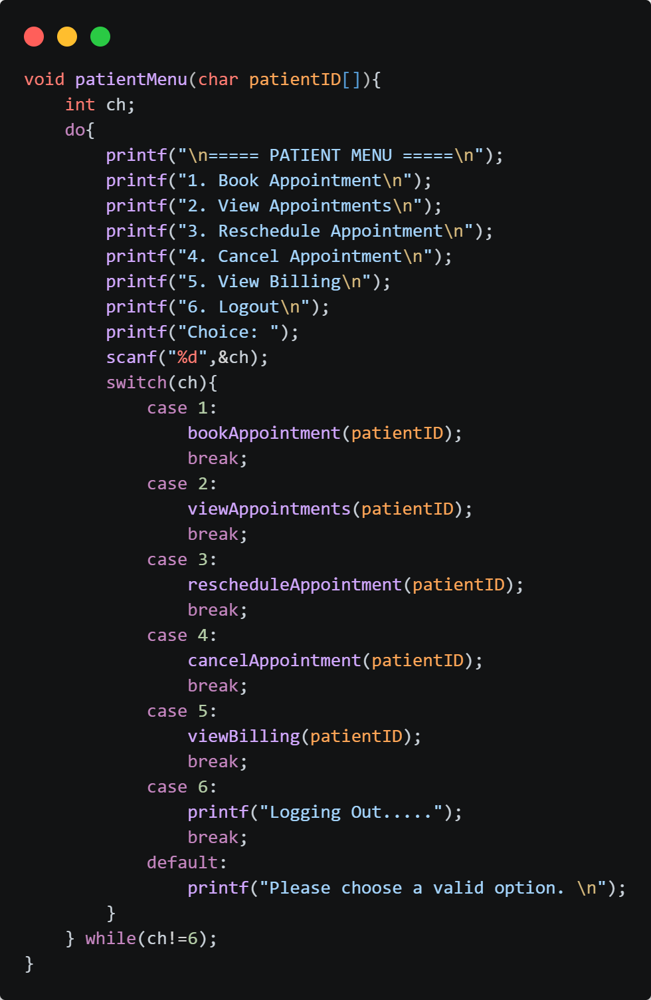 void patientMenu(char patientID[]){
    int ch;
    do{
        printf("\n===== PATIENT MENU =====\n");
        printf("1. Book Appointment\n");
        printf("2. View Appointments\n");
        printf("3. Reschedule Appointment\n");
        printf("4. Cancel Appointment\n");
        printf("5. View Billing\n");
        printf("6. Logout\n");
        printf("Choice: ");
        scanf("%d",&ch);
        switch(ch){
            case 1:
                bookAppointment(patientID);
                break;
            case 2:
                viewAppointments(patientID);
                break;
            case 3:
                rescheduleAppointment(patientID);
                break;
            case 4:
                cancelAppointment(patientID);
                break;
            case 5:
                viewBilling(patientID);
                break;
            case 6:
                printf("Logging Out.....");
                break;
            default:
                printf("Please choose a valid option. \n");
        }
    } while(ch!=6);
}